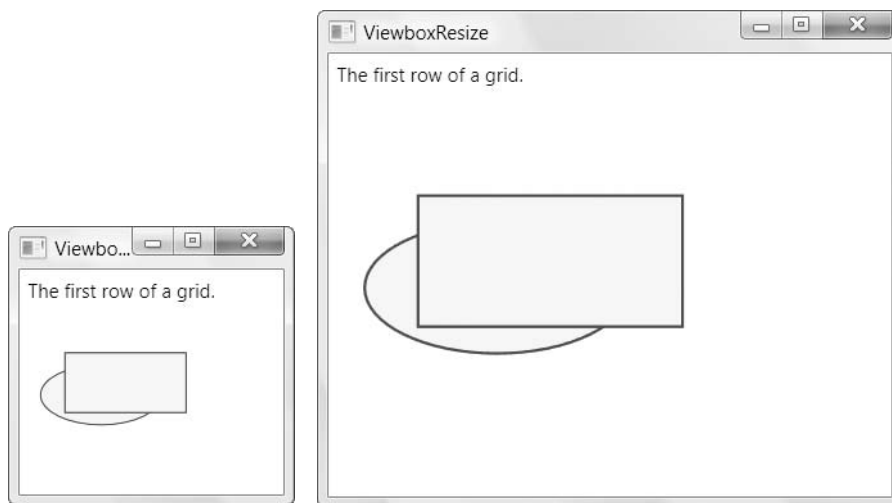 Viewbo...
The first row of a grid.
ViewboxResize
The first row of a grid.